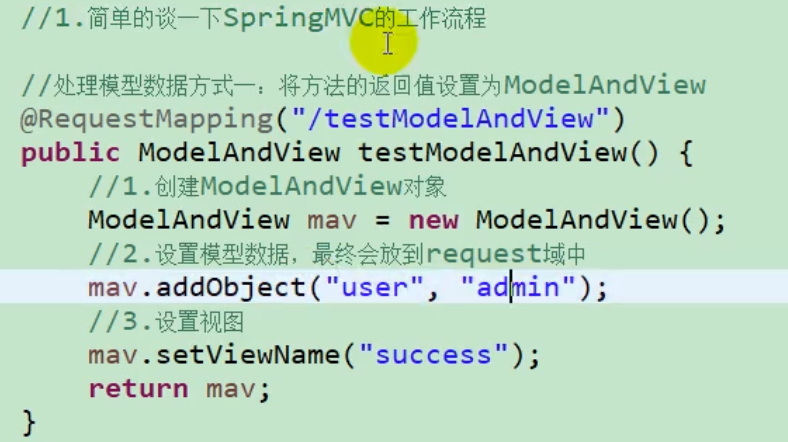 //1.简单的谈一下SpringMVC的工作流程
//处理模型数据方式一：将方法的返回值设置为ModelAndView
@RequestMapping("/testModelAndView")
public ModelAndView testModelAndView() {
//1.创建ModelAndView对象
ModelAndView mav = new ModelAndView();
//2.设置模型数据，最终会放到request域中
mav.addObject("user", "admin");
//3.设置视图
mav.setViewName("success");
return mav;
}